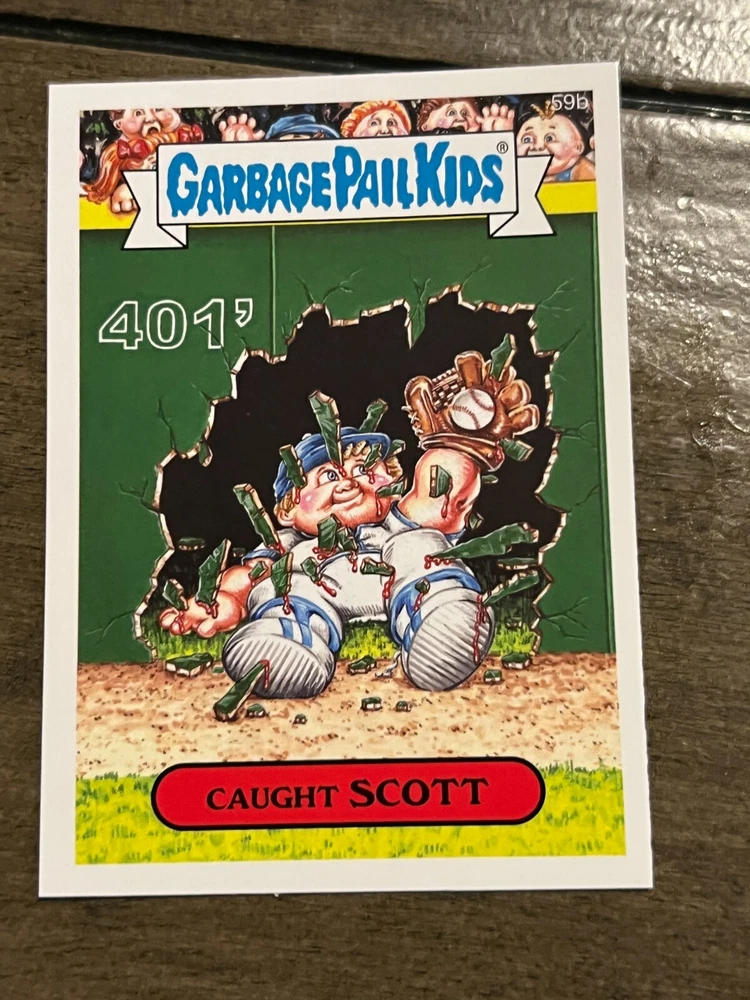 59b
GARBAGE PAIL KIDS®
401'
CAUGHT SCOTT